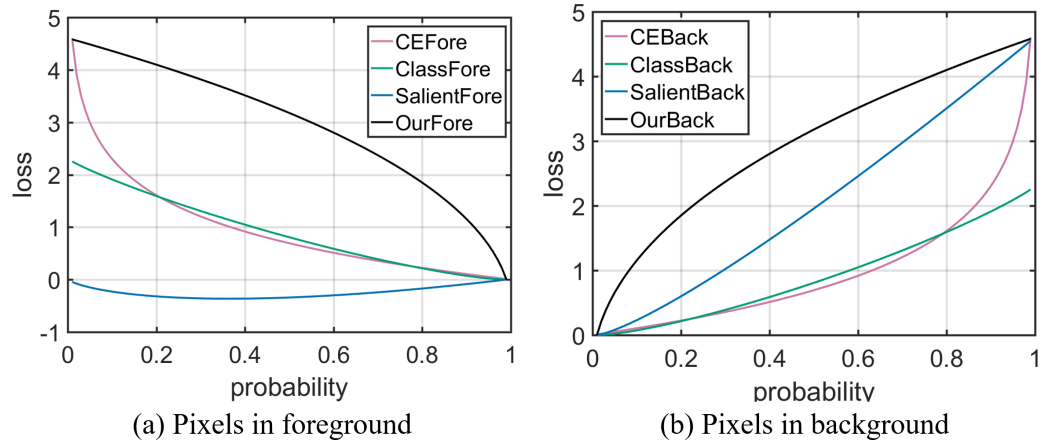 5
4
3
2
1
0
-1
0
0.2
0.4
0.6
0.8
1
loss
probability
CEFore
ClassFore
SalientFore
OurFore
(a) Pixels in foreground
5
4
3
2
1
0
0
0.2
0.4
0.6
0.8
1
loss
probability
CEBack
ClassBack
SalientBack
OurBack
(b) Pixels in background